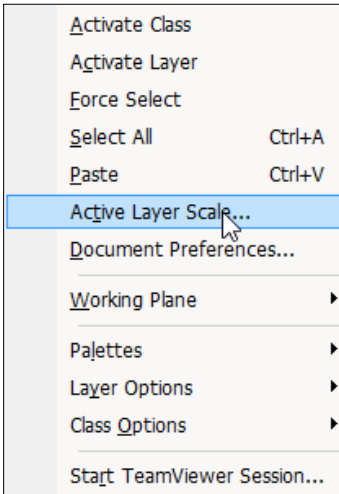 Activate Class
Activate Layer
Force Select
Select All Ctrl+A
Paste Ctrl+V
Active Layer Scale...
Document Preferences...
Working Plane
Palettes
Layer Options
Class Options
Start TeamViewer Session...